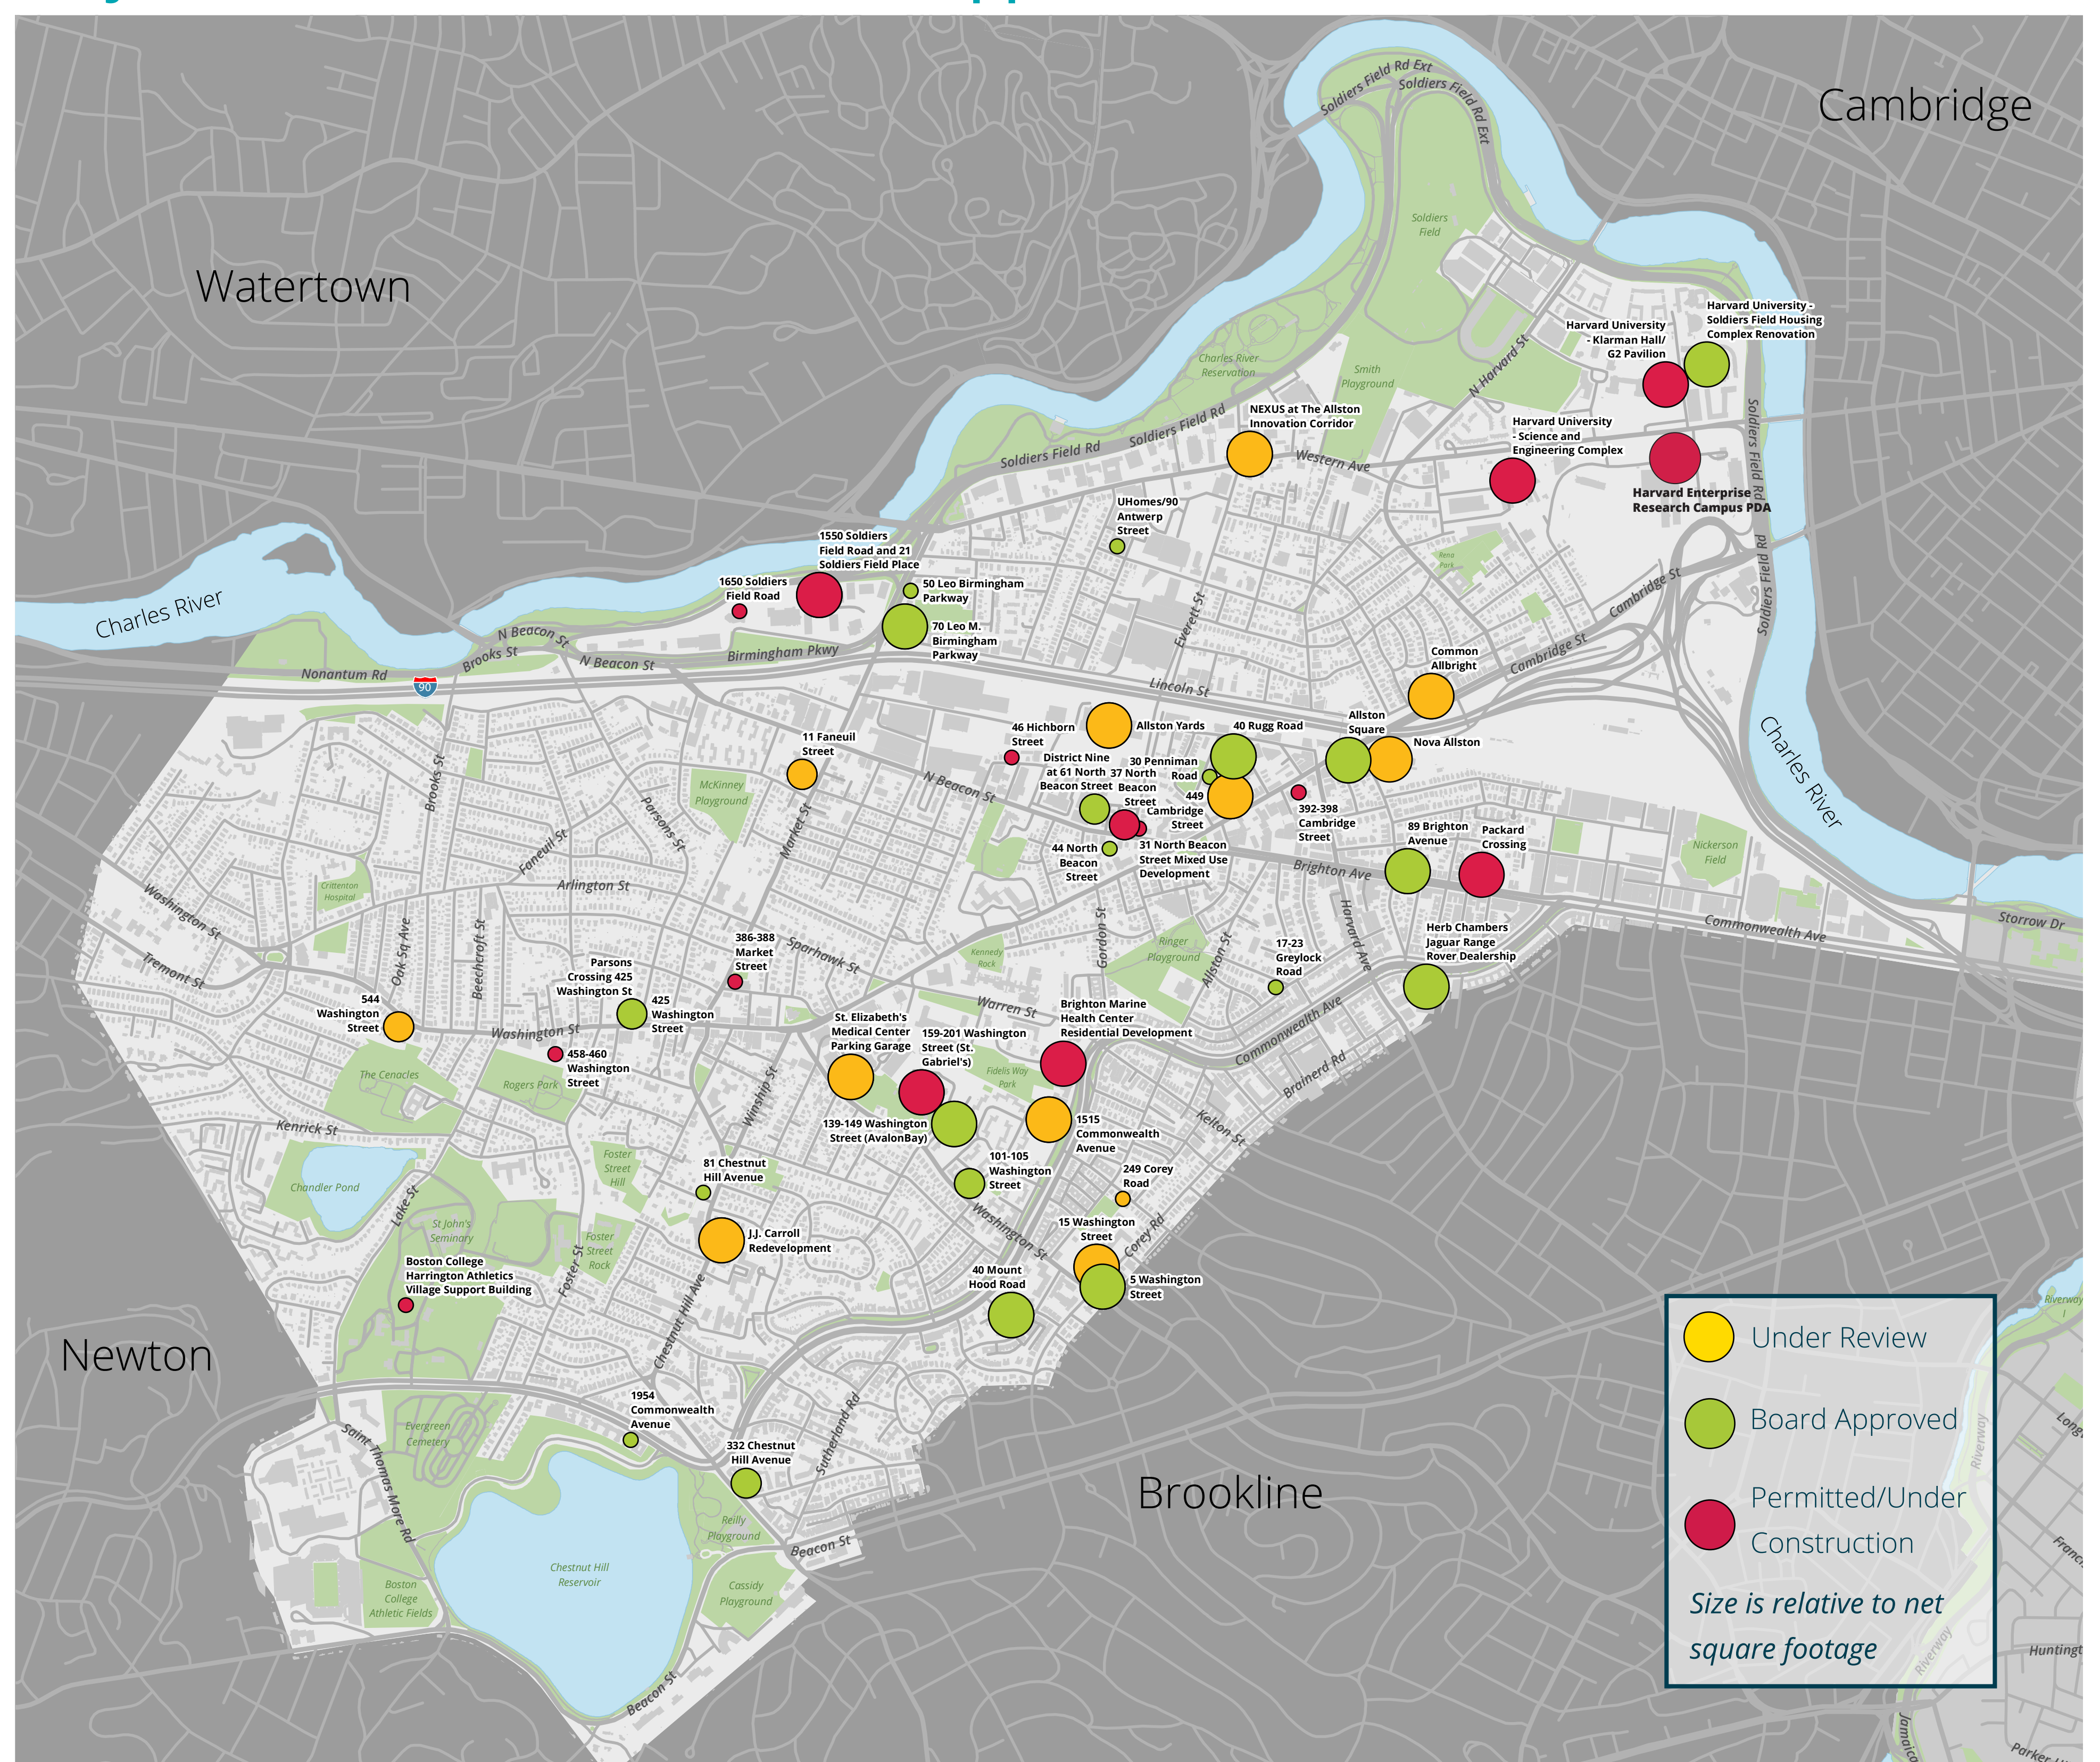 Cambridge
Watertown
Soldiers Field Rd Ext
Soldiers Field Rd Ext
Soldiers
Field
Harvard University -
Soldiers Field Housing
Complex Renovation
Harvard University
- Klarman Hall/
G2 Pavilion
N Harvard St
Charles River
Reservation
Smith
Playground
NEXUS at The Allston
Innovation Corridor
Soldiers Field Rd
Soldiers Field Rd
Western Ave
Harvard University
- Science and
Engineering Complex
Soldiers Field Rd
Harvard Enterprise
Research Campus PDA
UHomes/90
Antwerp
Street
1550 Soldiers
Field Road and 21
Soldiers Field Place
1650 Soldiers
Field Road
50 Leo Birmingham
Parkway
70 Leo M.
Birmingham
Parkway
Rena
Park
Soldiers Field Rd
Cambridge St
Cambridge St
Charles River
N Beacon St
Brooks St
N Beacon St
Birmingham Pkwy
Everett St
Nonantum Rd
90
Lincoln St
Common
Allbright
Allston
Square
Nova Allston
Allston Yards
40 Rugg Road
46 Hichborn
Street
District Nine
at 61 North
Beacon Street
30 Penniman
Road
37 North
Beacon
Street
449
Cambridge
Street
392-398
Cambridge
Street
44 North
Beacon
Street
31 North Beacon
Street Mixed Use
Development
11 Faneuil
Street
McKinney
Playground
N Beacon St
Brooks St
Parsons St
Market St
Faneuil St
Arlington St
Charles River
89 Brighton
Avenue
Packard
Crossing
Nickerson
Field
Brighton Ave
Harvard Ave
Commonwealth Ave
Storrow Dr
Herb Chambers
Jaguar Range
Rover Dealership
Crittenton
Hospital
Washington St
Tremont St
Oak Sq Ave
Beechcroft St
386-388
Market
Street
Sparhawk St
Kennedy
Rock
Gordon St
Ringer
Playground
Allston St
17-23
Greylock
Road
Parsons
Crossing 425
Washington St
425
Washington
Street
544
Washington
Street
Washington St
458-460
Washington
Street
Warren St
Brighton Marine
Health Center
Residential Development
St. Elizabeth's
Medical Center
Parking Garage
159-201 Washington
Street (St.
Gabriel's)
Fidelis Way
Park
Commonwealth Ave
Brainerd Rd
The Cenacles
Rogers Park
Winship St
Kenrick St
139-149 Washington
Street (AvalonBay)
1515
Commonwealth
Avenue
Kelton St
101-105
Washington
Street
249 Corey
Road
Foster
Street
Hill
81 Chestnut
Hill Avenue
Chandler Pond
Lake St
St John's
Seminary
Foster
Street
Rock
Foster St
J.J. Carroll
Redevelopment
Washington St
15 Washington
Street
Corey Rd
5 Washington
Street
40 Mount
Hood Road
Boston College
Harrington Athletics
Village Support Building
Chestnut Hill Ave
Newton
1954
Commonwealth
Avenue
332 Chestnut
Hill Avenue
Sutherland Rd
Evergreen
Cemetery
Saint Thomas More Rd
Reilly
Playground
Beacon St
Chestnut Hill
Reservoir
Boston
College
Athletic Fields
Cassidy
Playground
Beacon St
Brookline
Riverway
I
Under Review
Board Approved
Permitted/Under
Construction
Size is relative to net
square footage
Riverway
Riverway
Huntingt
Jamaica
Parker